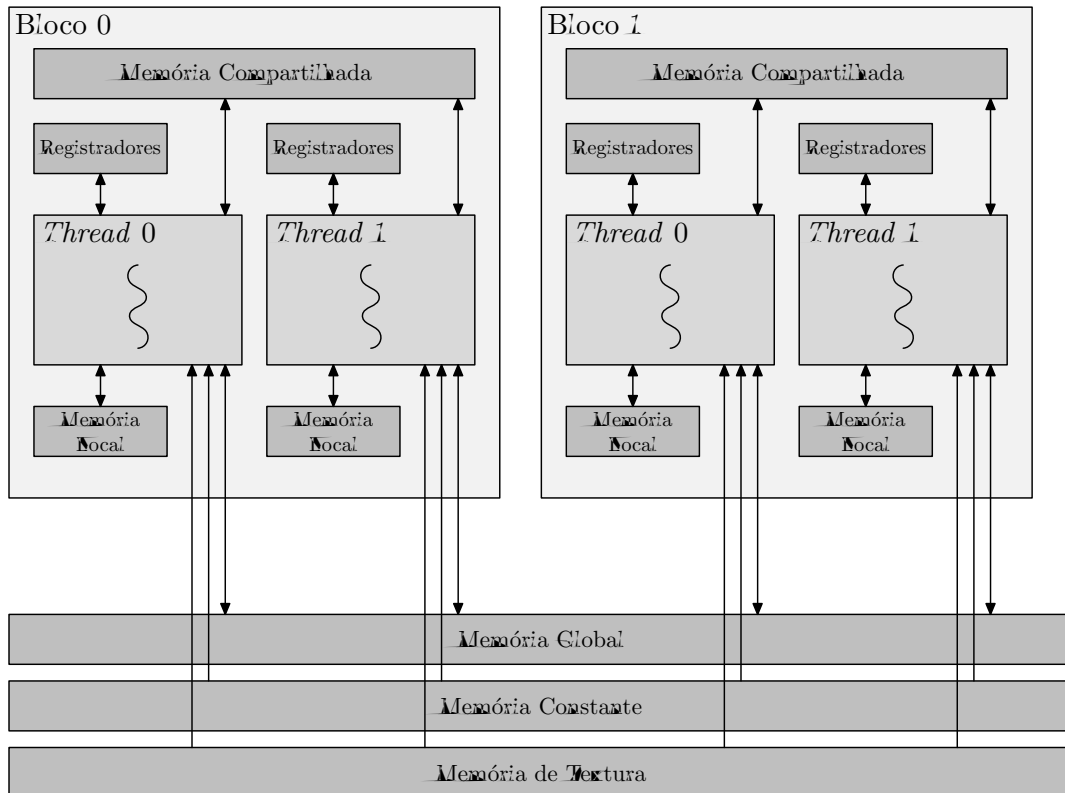 Bloco 0
Bloco 1
Memória Compartilhada
Memória Compartilhada
Registradores
Registradores
Registradores
Registradores
Thread 0
Thread 1
Thread 0
Thread 1
Memória
Local
Memória
Local
Memória
Local
Memória
Local
Memória Global
Memória Constante
Memória de Textura